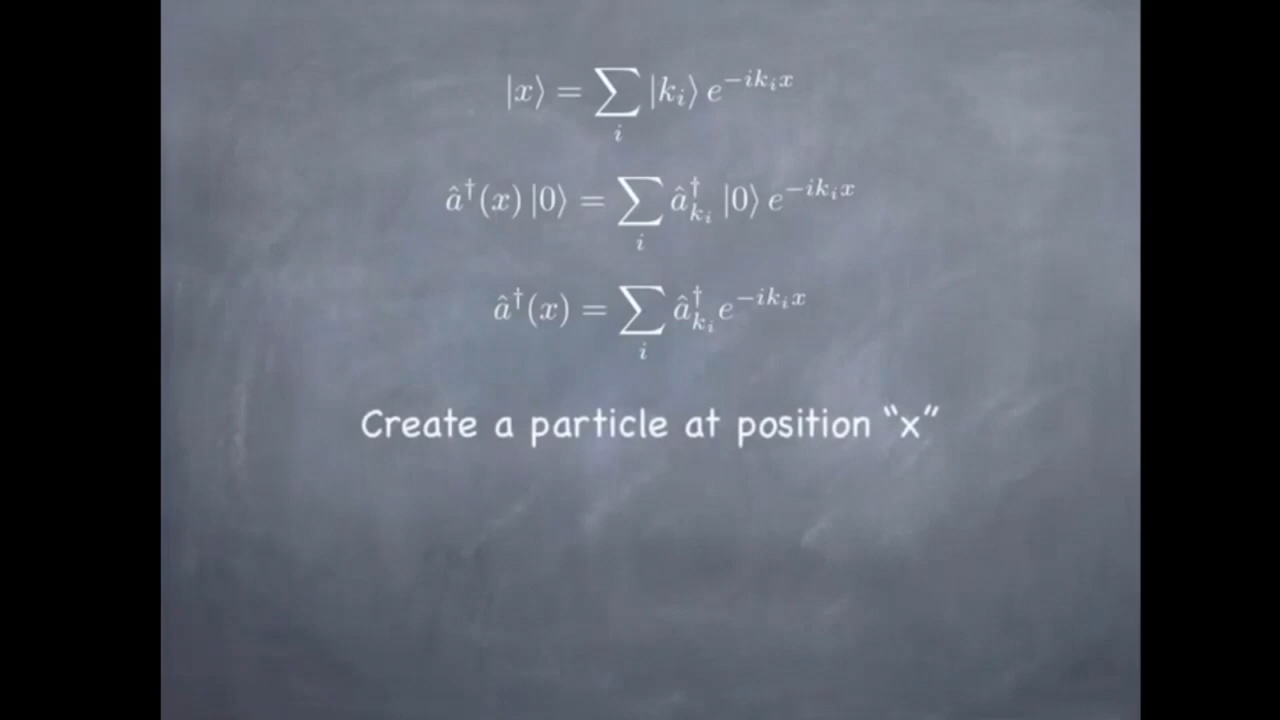 |x⟩ = ∑_i |k_i⟩ e^{-ik_i x}
â†(x) |0⟩ = ∑_i â†_{k_i} |0⟩ e^{-ik_i x}
â†(x) = ∑_i â†_{k_i} e^{-ik_i x}
Create a particle at position “x”